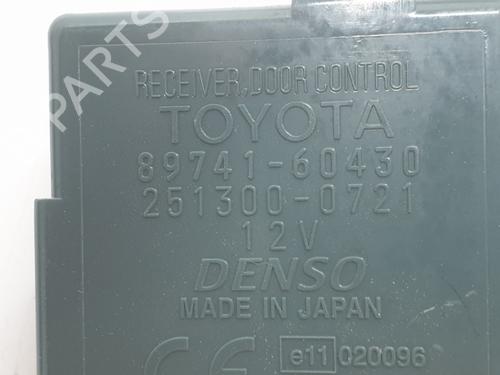 RECEIVER,DOOR CONTROL
TOYOTA
89741-60430
251300-0721
12V
DENSO
MADE IN JAPAN
CE e11 020096
B-PARTS